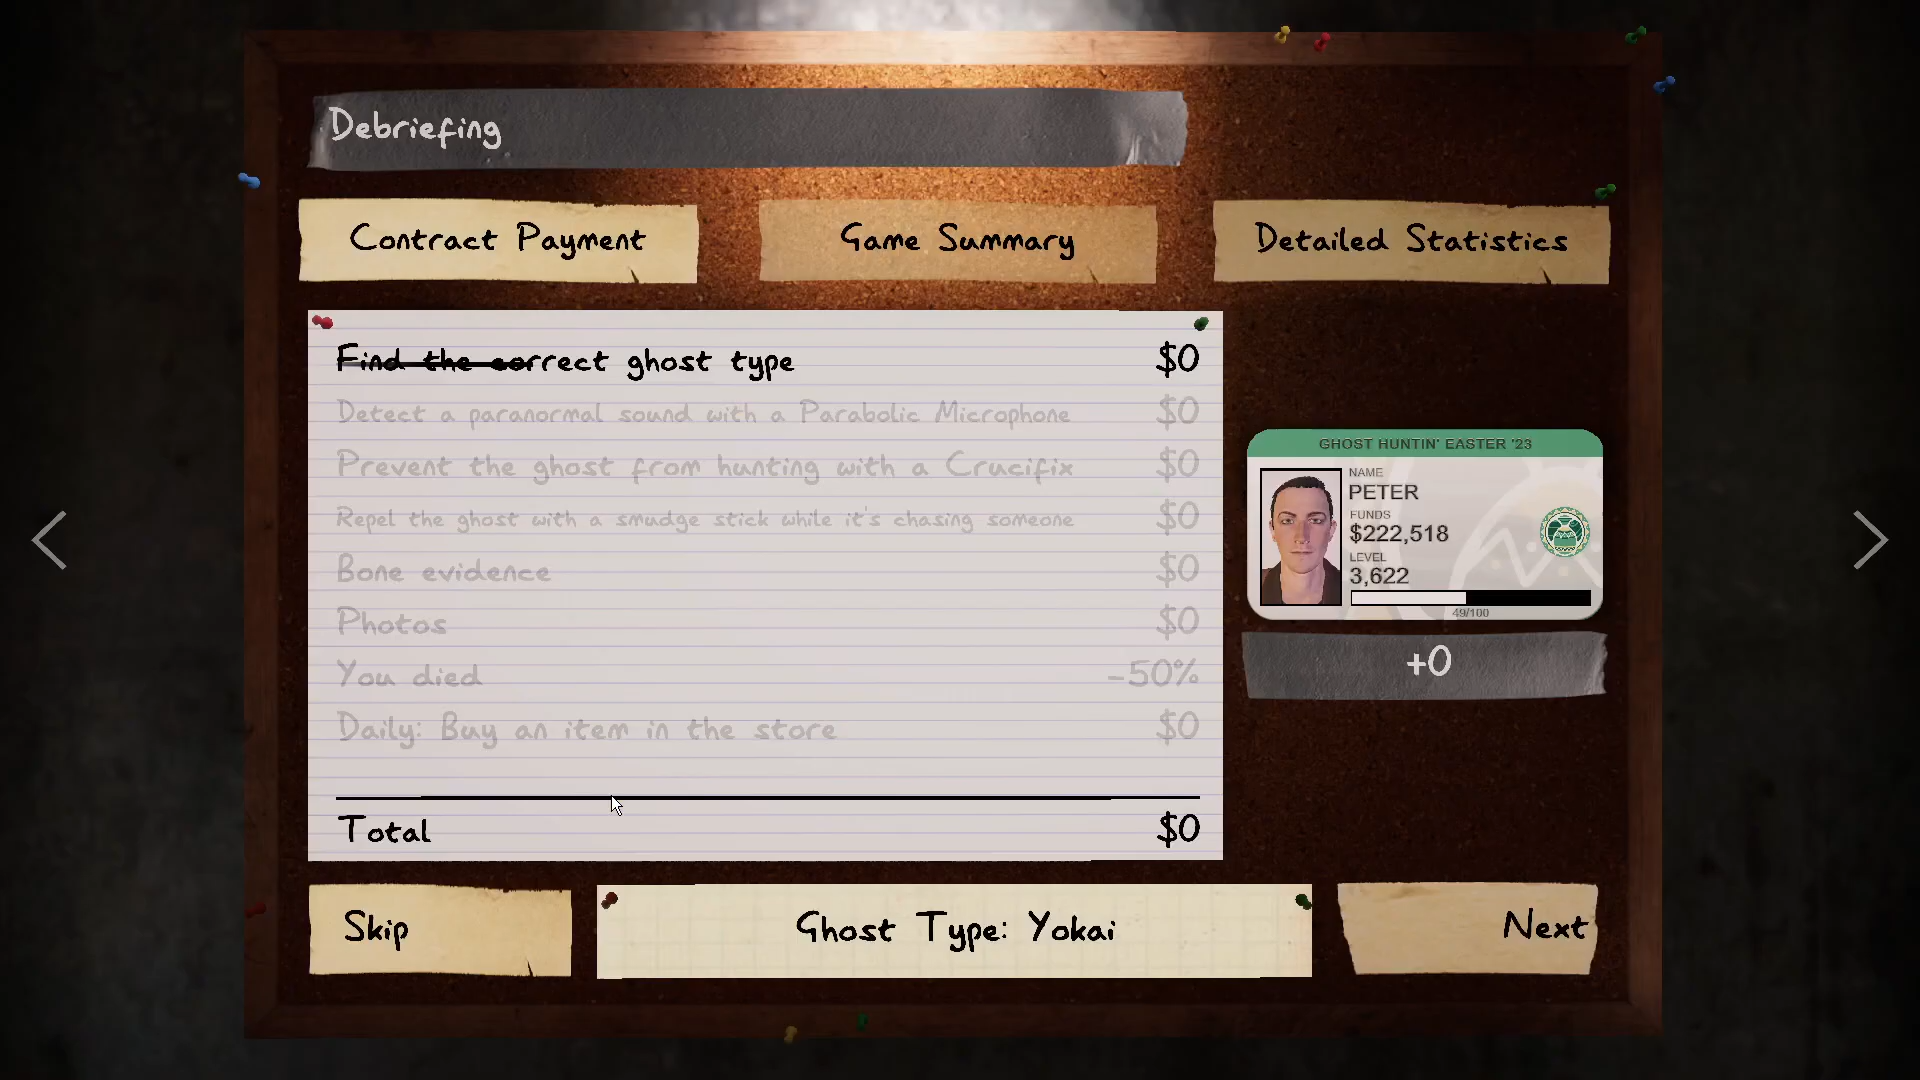 Debriefing
Contract Payment
Game Summary
Detailed Statistics
Find the correct ghost type $0
Detect a paranormal sound with a Parabolic Microphone $0
Prevent the ghost from hunting with a Crucifix $0
Repel the ghost with a smudge stick while it's chasing someone $0
Bone evidence $0
Photos $0
You died -50%
Daily: Buy an item in the store $0
Total $0
GHOST HUNTIN' EASTER '23
NAME
PETER
FUNDS
$222,518
LEVEL
3,622
49/100
+0
Skip
Ghost Type: Yokai
Next